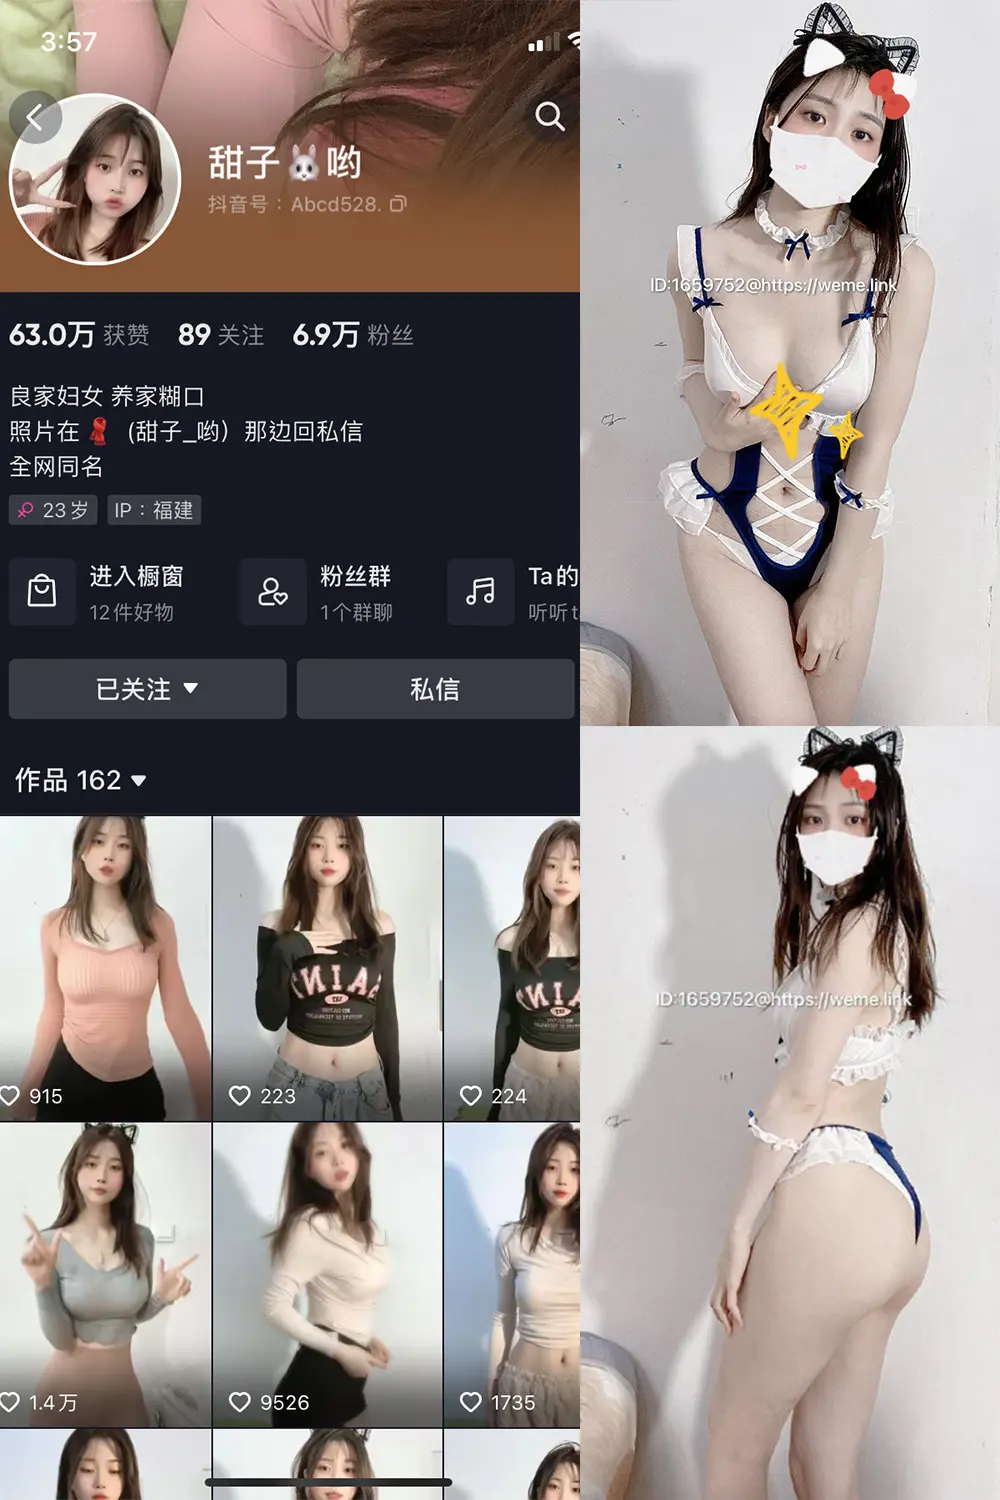 3:57
甜子🐰哟
抖音号：Abcd528.
63.0万 获赞 89 关注 6.9万 粉丝
良家妇女 养家糊口
照片在🧣（甜子_哟）那边回私信
全网同名
23岁 IP：福建
进入橱窗
12件好物
粉丝群
1个群聊
Ta的
听听t
已关注 私信
作品 162
915
223
224
1.4万
9526
1735
ID:1659752@https://weme.link
ID:1659752@https://weme.link